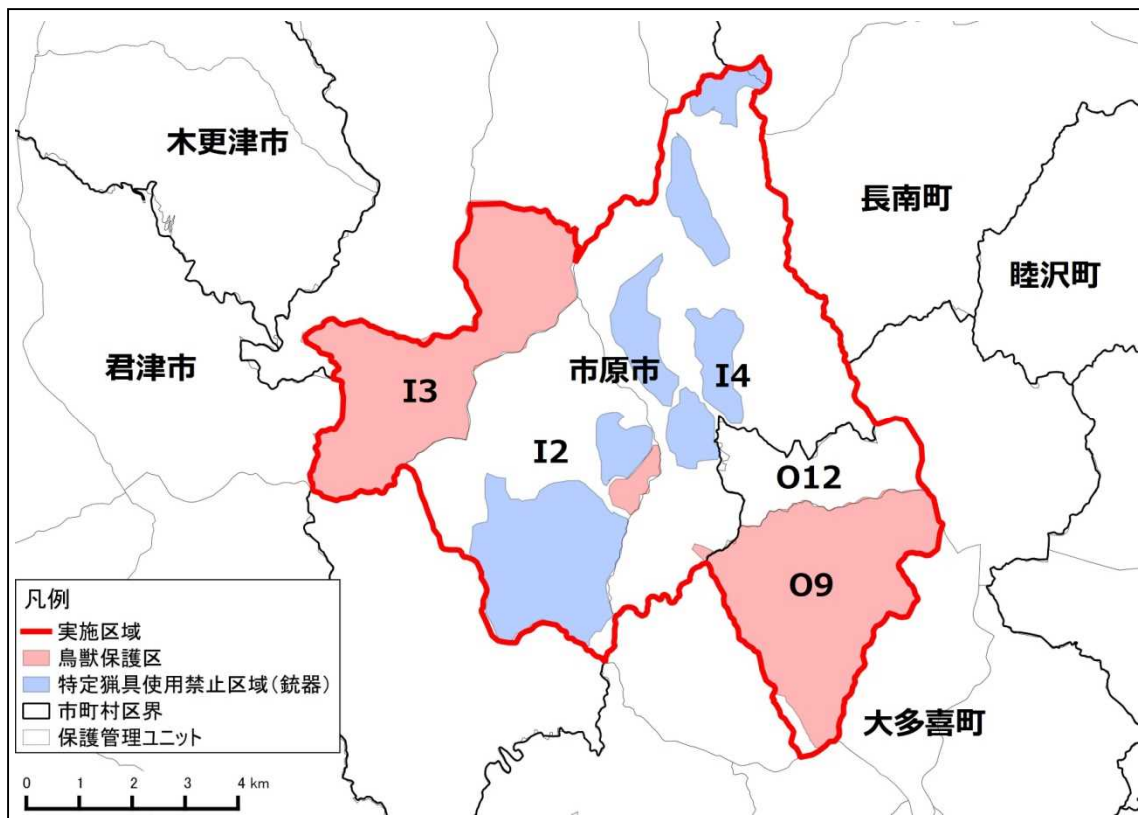 木更津市
長南町
睦沢町
君津市
市原市
I3
I4
I2
O12
O9
大多喜町
凡例
実施区域
鳥獣保護区
特定猟具使用禁止区域(銃器)
市町村区界
保護管理ユニット
0 1 2 3 4 km